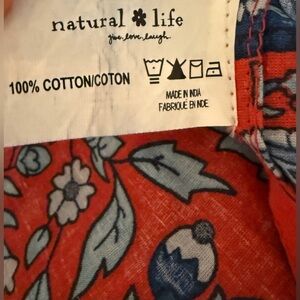 natural life
give.love.laugh.
100% COTTON/COTON
MADE IN INDIA
FABRIQUÉ EN INDE.